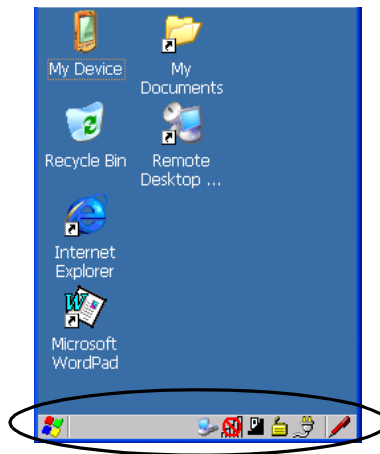 My Device
My
Documents
Recycle Bin
Remote
Desktop ...
Internet
Explorer
Microsoft
WordPad